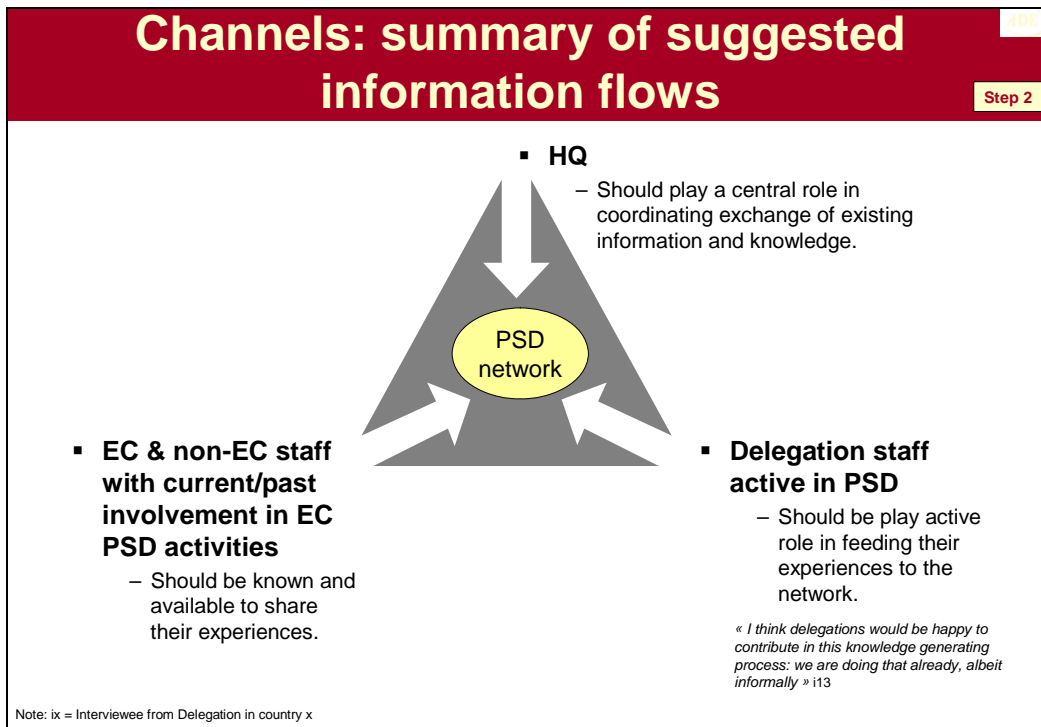 Channels: summary of suggested
information flows
ADE
Step 2
▪ HQ
– Should play a central role in
coordinating exchange of existing
information and knowledge.
PSD
network
▪ EC & non-EC staff
with current/past
involvement in EC
PSD activities
– Should be known and
available to share
their experiences.
▪ Delegation staff
active in PSD
– Should be play active
role in feeding their
experiences to the
network.
« I think delegations would be happy to
contribute in this knowledge generating
process: we are doing that already, albeit
informally » i13
Note: ix = Interviewee from Delegation in country x